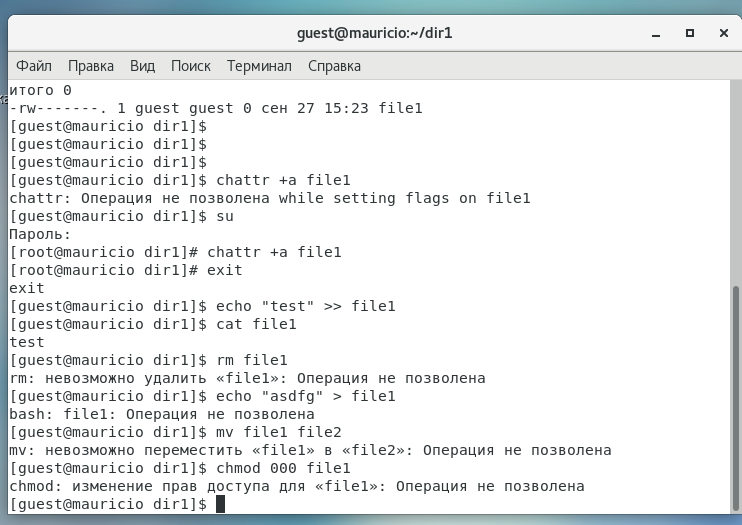 guest@mauricio:~/dir1
Файл Правка Вид Поиск Терминал Справка
итого 0
-rw-------. 1 guest guest 0 сен 27 15:23 file1
[guest@mauricio dir1]$
[guest@mauricio dir1]$
[guest@mauricio dir1]$
[guest@mauricio dir1]$ chattr +a file1
chattr: Операция не позволена while setting flags on file1
[guest@mauricio dir1]$ su
Пароль:
[root@mauricio dir1]# chattr +a file1
[root@mauricio dir1]# exit
exit
[guest@mauricio dir1]$ echo "test" >> file1
[guest@mauricio dir1]$ cat file1
test
[guest@mauricio dir1]$ rm file1
rm: невозможно удалить «file1»: Операция не позволена
[guest@mauricio dir1]$ echo "asdfg" > file1
bash: file1: Операция не позволена
[guest@mauricio dir1]$ mv file1 file2
mv: невозможно переместить «file1» в «file2»: Операция не позволена
[guest@mauricio dir1]$ chmod 000 file1
chmod: изменение прав доступа для «file1»: Операция не позволена
[guest@mauricio dir1]$